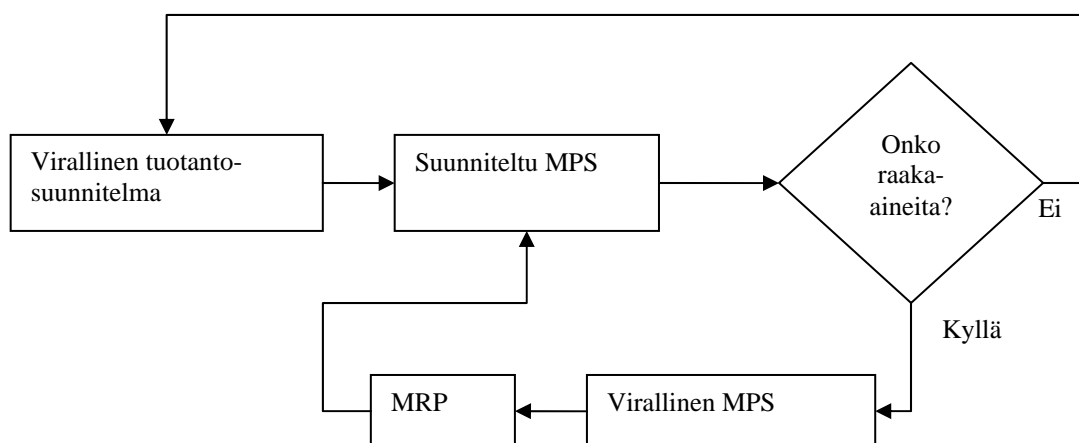 Virallinen tuotanto-
suunnitelma
Suunniteltu MPS
Onko
raaka-
aineita?
Ei
Kyllä
MRP
Virallinen MPS